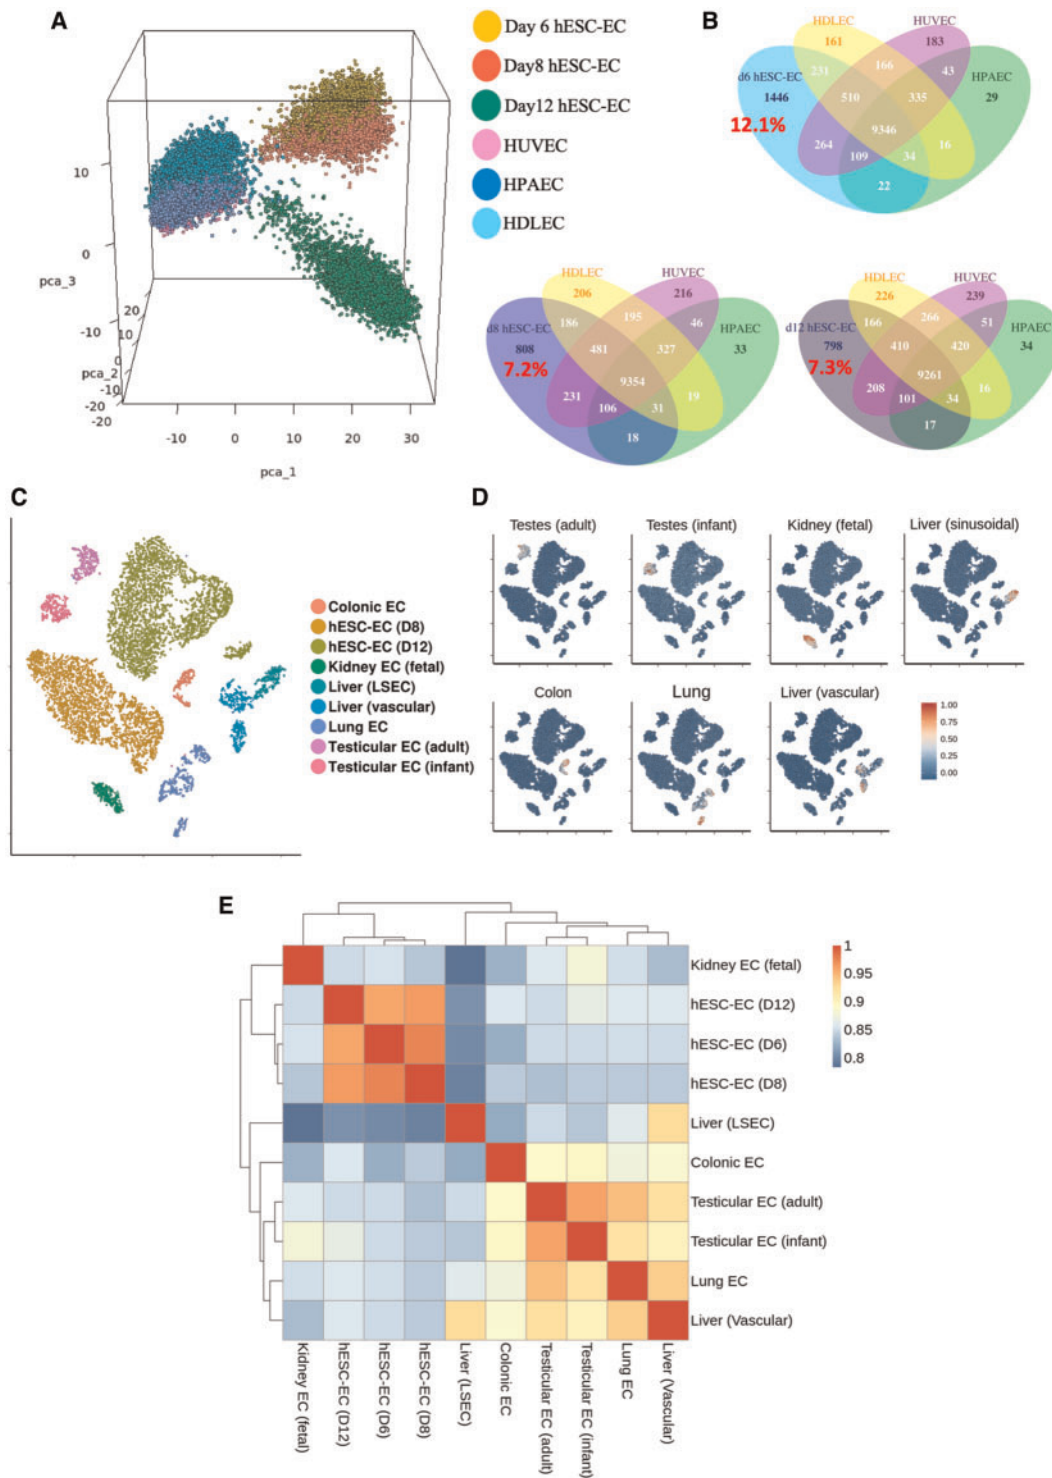 A
Day 6 hESC-EC
Day8 hESC-EC
Day12 hESC-EC
HUVEC
HPAEC
HDLEC
10
0
pca_3
-10
20
10
0
pca_2
-10
-20
-20
-10
0
10
20
30
pca_1
B
HDLEC
161
HUVEC
183
d6 hESC-EC
1446
12.1%
HPAEC
29
231
166
43
510
335
9346
264
109
34
16
22
HDLEC
206
HUVEC
216
d8 hESC-EC
808
7.2%
HPAEC
33
186
195
46
481
327
9354
231
106
31
19
18
HDLEC
226
HUVEC
239
d12 hESC-EC
798
7.3%
HPAEC
34
166
266
51
410
420
9261
208
101
34
16
17
C
Colonic EC
hESC-EC (D8)
hESC-EC (D12)
Kidney EC (fetal)
Liver (LSEC)
Liver (vascular)
Lung EC
Testicular EC (adult)
Testicular EC (infant)
D
Testes (adult)
Testes (infant)
Kidney (fetal)
Liver (sinusoidal)
Colon
Lung
Liver (vascular)
1.00
0.75
0.50
0.25
0.00
E
1
0.95
0.9
0.85
0.8
Kidney EC (fetal)
hESC-EC (D12)
hESC-EC (D6)
hESC-EC (D8)
Liver (LSEC)
Colonic EC
Testicular EC (adult)
Testicular EC (infant)
Lung EC
Liver (Vascular)
Kidney EC (fetal)
hESC-EC (D12)
hESC-EC (D6)
hESC-EC (D8)
Liver (LSEC)
Colonic EC
Testicular EC (adult)
Testicular EC (infant)
Lung EC
Liver (Vascular)